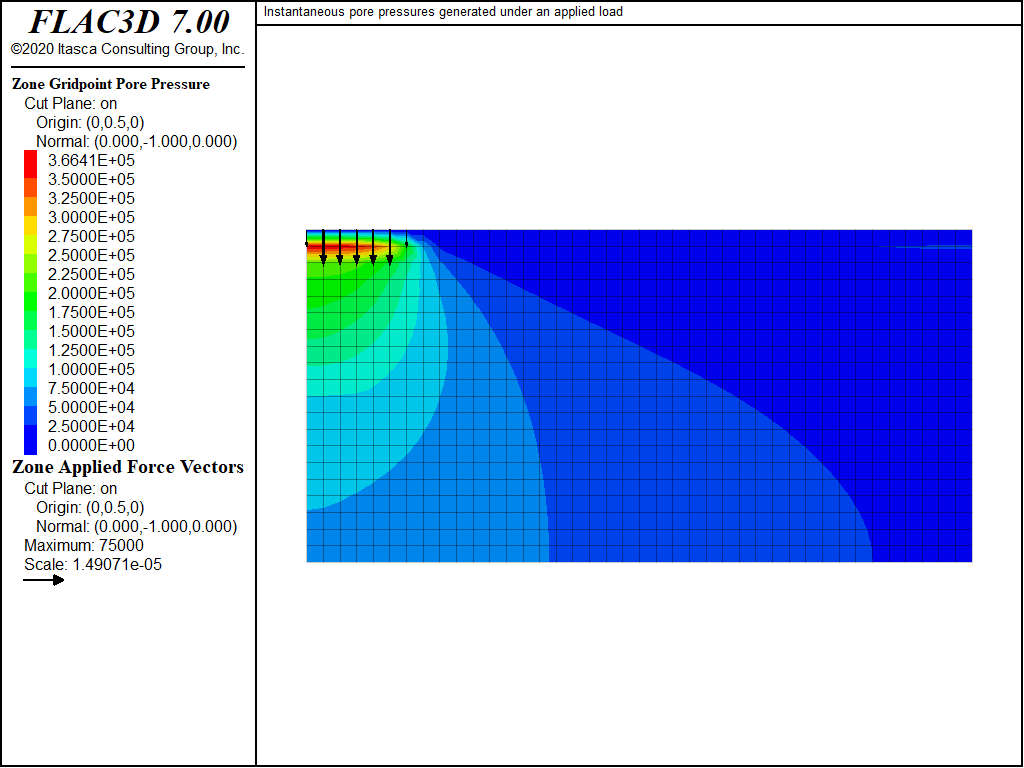 FLAC3D 7.00
©2020 Itasca Consulting Group, Inc.
Zone Gridpoint Pore Pressure
Cut Plane: on
Origin: (0,0.5,0)
Normal: (0.000,-1.000,0.000)
3.6641E+05
3.5000E+05
3.2500E+05
3.0000E+05
2.7500E+05
2.5000E+05
2.2500E+05
2.0000E+05
1.7500E+05
1.5000E+05
1.2500E+05
1.0000E+05
7.5000E+04
5.0000E+04
2.5000E+04
0.0000E+00
Zone Applied Force Vectors
Cut Plane: on
Origin: (0,0.5,0)
Normal: (0.000,-1.000,0.000)
Maximum: 75000
Scale: 1.49071e-05
Instantaneous pore pressures generated under an applied load